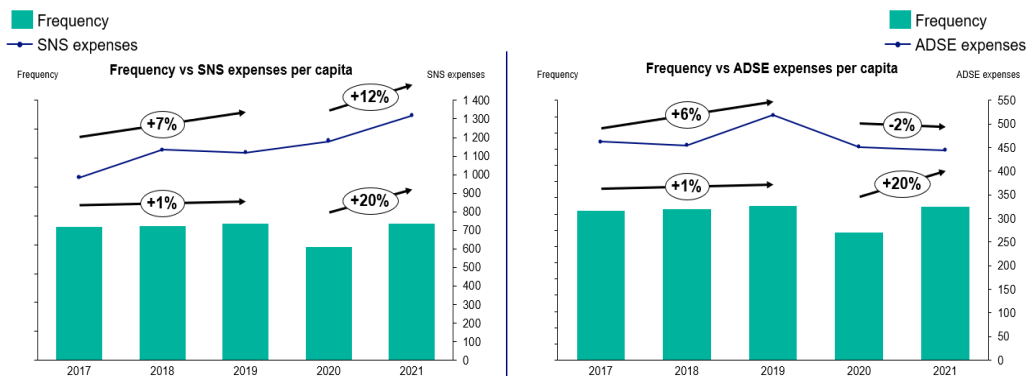 Frequency
SNS expenses
Frequency vs SNS expenses per capita
Frequency
SNS expenses
1 400
1 300
1 200
1 100
1 000
900
800
700
600
500
400
300
200
100
0
+7%
+12%
+1%
+20%
2017 2018 2019 2020 2021
Frequency
ADSE expenses
Frequency vs ADSE expenses per capita
Frequency
ADSE expenses
550
500
450
400
350
300
250
200
150
100
50
0
+6%
-2%
+1%
+20%
2017 2018 2019 2020 2021